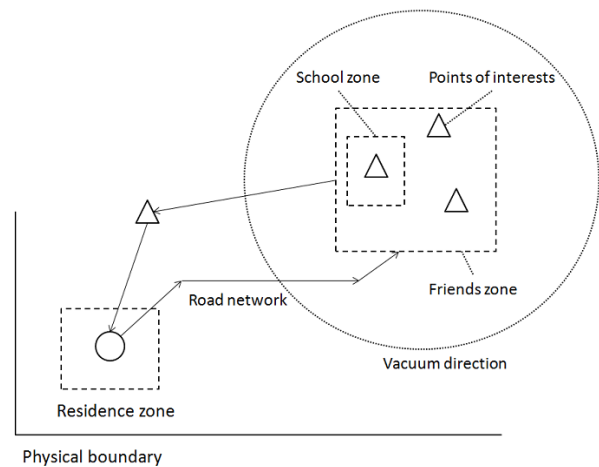 School zone
Points of interests
Friends zone
Road network
Vacuum direction
Residence zone
Physical boundary